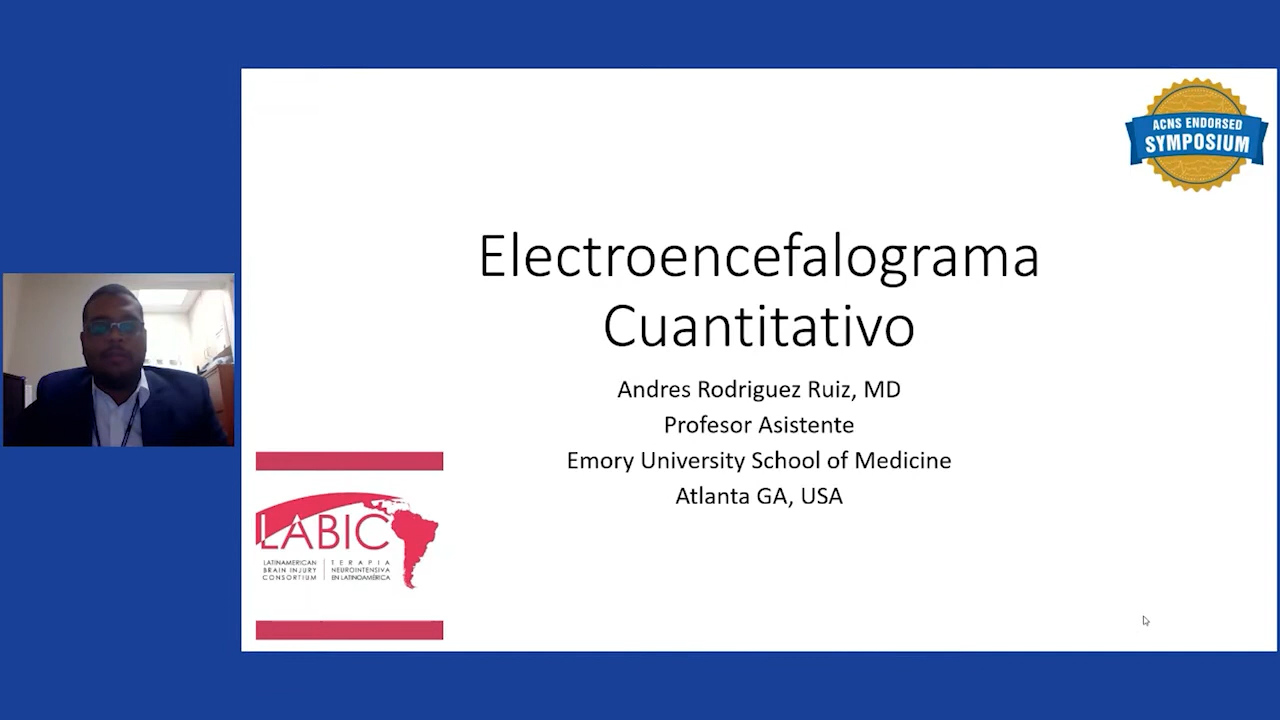 ACNS ENDORSED
SYMPOSIUM
Electroencefalograma
Cuantitativo
Andres Rodriguez Ruiz, MD
Profesor Asistente
Emory University School of Medicine
Atlanta GA, USA
LABIC
LATINAMERICAN
BRAIN INJURY
CONSORTIUM
TERAPIA
NEUROINTENSIVA
EN LATINOAMÉRICA